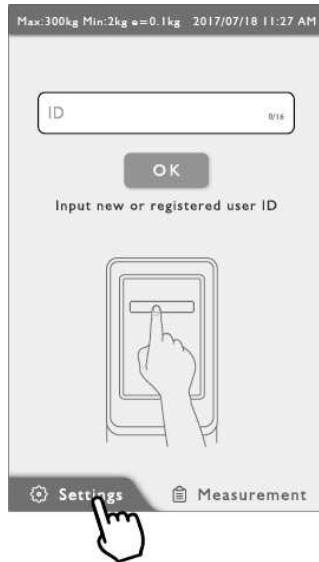 Max:300kg Min:2kg e=0.1kg 2017/07/18 11:27 AM
ID 0/16
OK
Input new or registered user ID
Settings Measurement